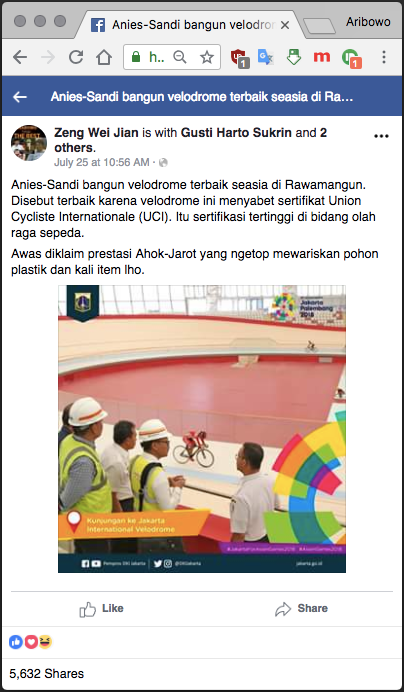 Anies-Sandi bangun velodrome
Aribowo
h..
1
1
Anies-Sandi bangun velodrome terbaik seasia di Ra...
Zeng Wei Jian is with Gusti Harto Sukrin and 2
others.
July 25 at 10:56 AM ·
Anies-Sandi bangun velodrome terbaik seasia di Rawamangun.
Disebut terbaik karena velodrome ini menyabet sertifikat Union
Cycliste Internationale (UCI). Itu sertifikasi tertinggi di bidang olah
raga sepeda.
Awas diklaim prestasi Ahok-Jarot yang ngetop mewariskan pohon
plastik dan kali item lho.
Jakarta
Palembang
2018
Kunjungan ke Jakarta
International Velodrome
#JakartaForAsianGames2018 #AsianGames2018
Pemprov DKI Jakarta
@DKIJakarta
jakarta.go.id
Like
Share
5,632 Shares